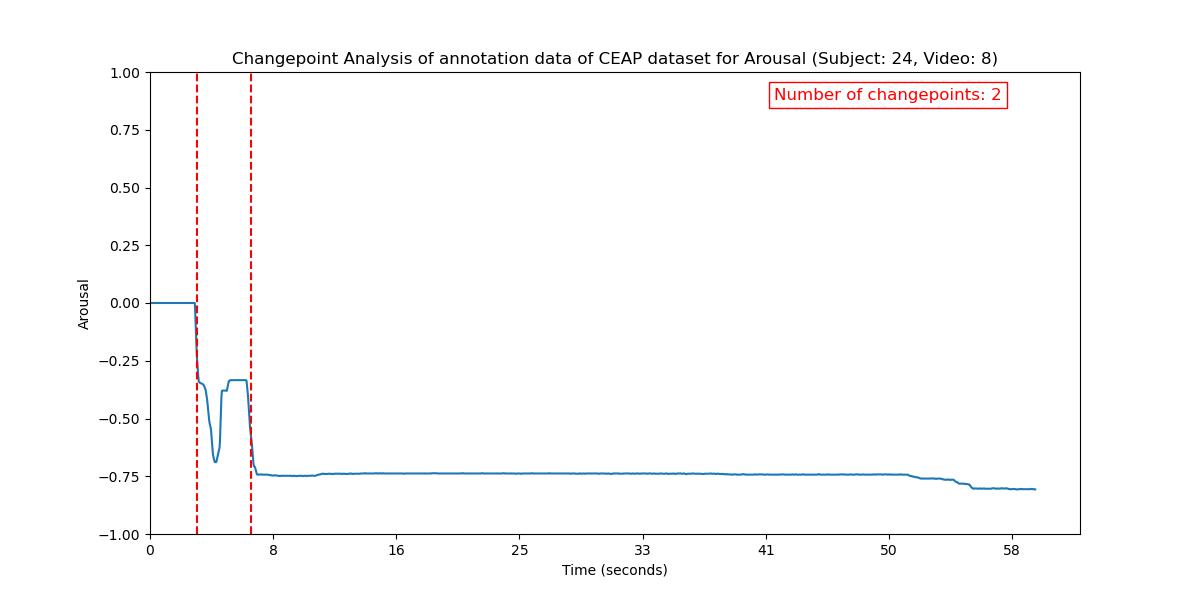 Changepoint Analysis of annotation data of CEAP dataset for Arousal (Subject: 24, Video: 8)
Number of changepoints: 2
1.00
0.75
0.50
0.25
0.00
−0.25
−0.50
−0.75
−1.00
Arousal
0 8 16 25 33 41 50 58
Time (seconds)